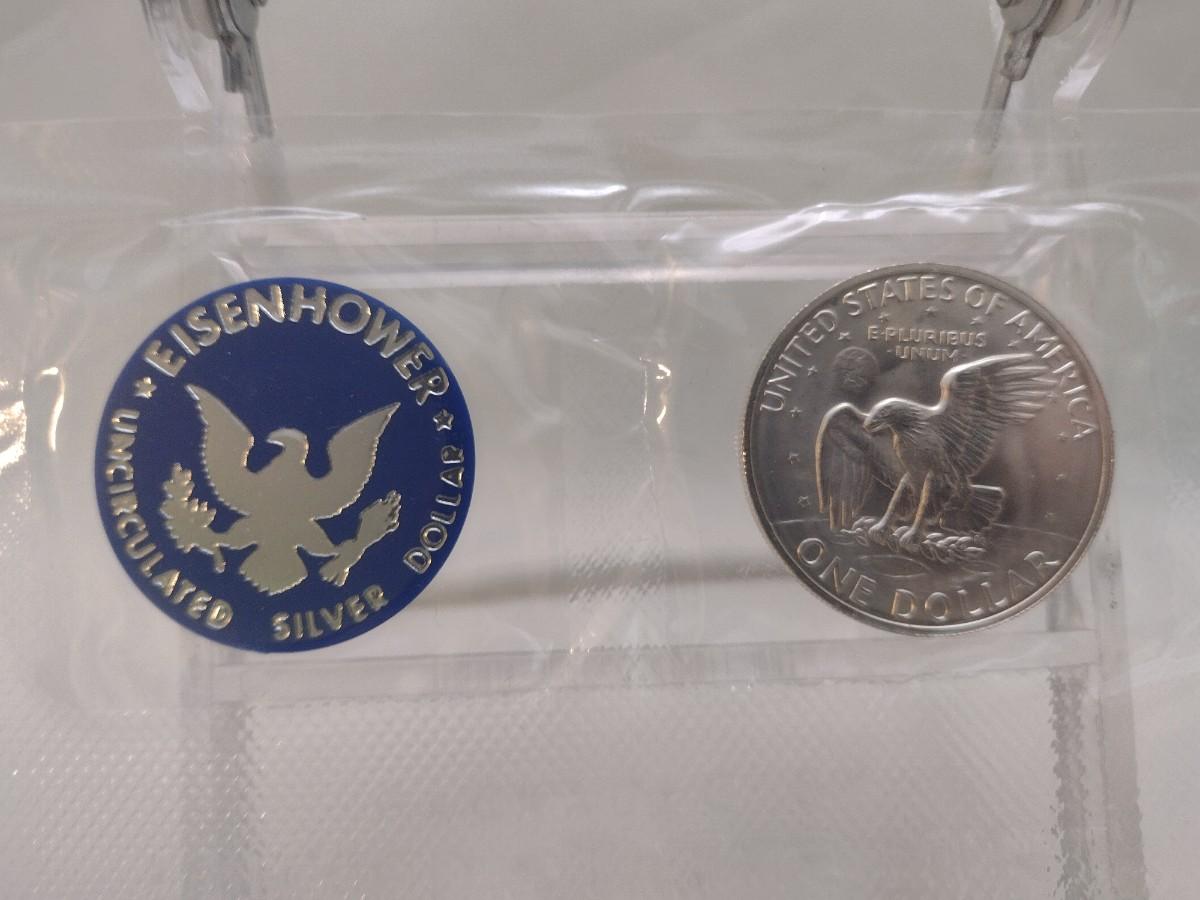 EISENHOWER
UNCIRCULATED SILVER DOLLAR
UNITED STATES OF AMERICA
E·PLURIBUS
·UNUM·
ONE DOLLAR